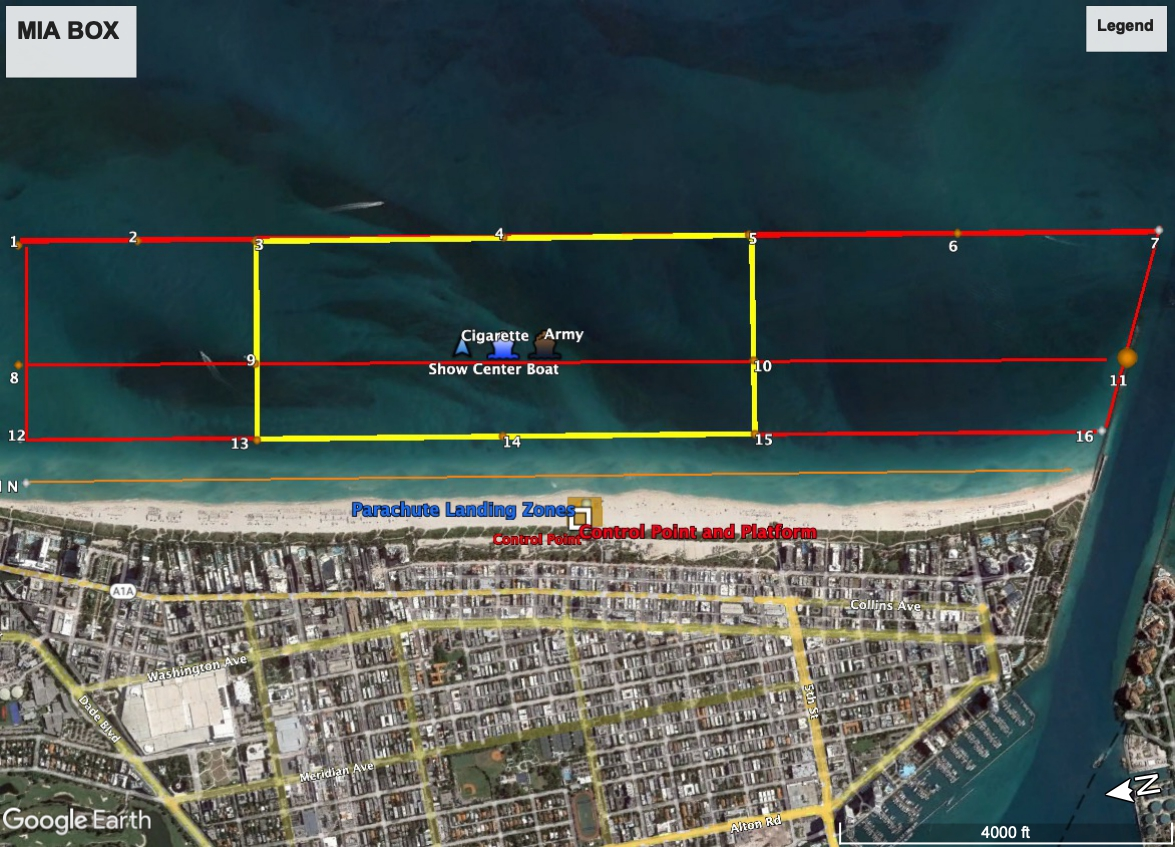 MIA BOX
Legend
1
2
3
4
5
6
7
Cigarette
Army
Show Center Boat
8
9
10
11
12
13
14
15
16
N
Parachute Landing Zones
Control Point and Platform
Control Point
A1A
Collins Ave
Washington Ave
Dade Blvd
5th St
Meridian Ave
Alton Rd
N
Google Earth
4000 ft